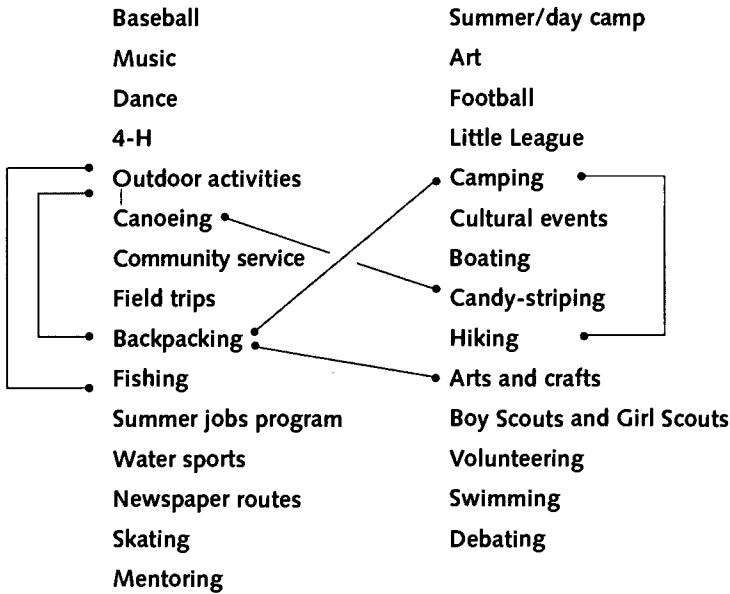 Baseball
Music
Dance
4-H
Outdoor activities
Canoeing
Community service
Field trips
Backpacking
Fishing
Summer jobs program
Water sports
Newspaper routes
Skating
Mentoring
Summer/day camp
Art
Football
Little League
Camping
Cultural events
Boating
Candy-striping
Hiking
Arts and crafts
Boy Scouts and Girl Scouts
Volunteering
Swimming
Debating